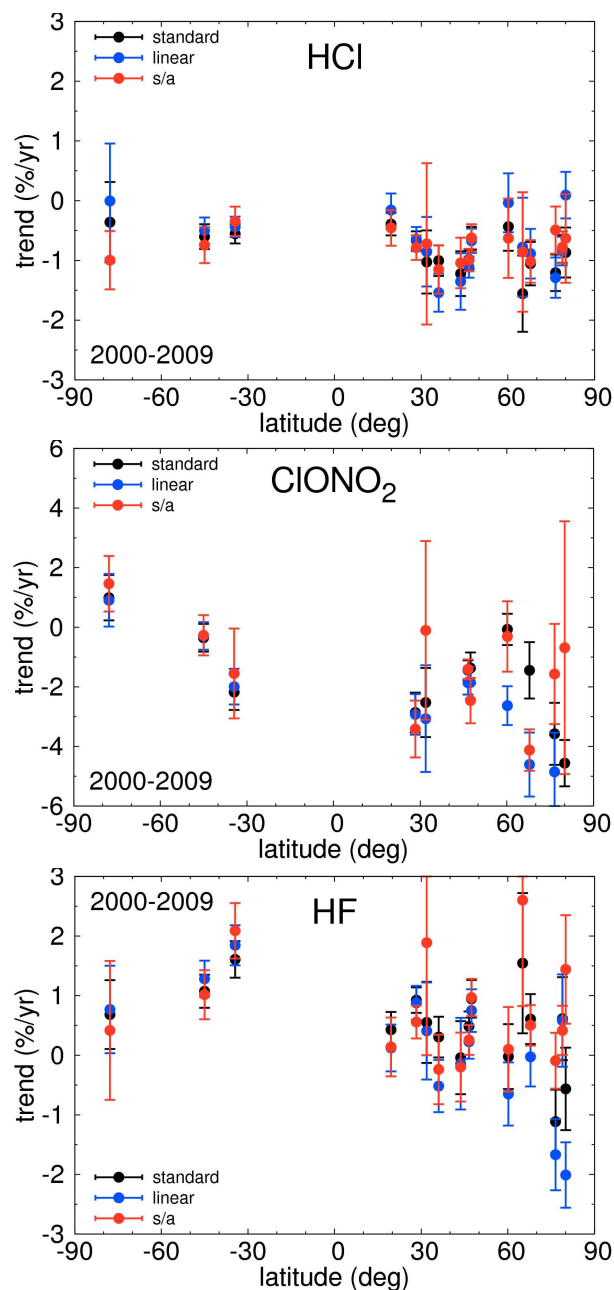 HCl
standard
linear
s/a
trend (%/yr)
3
2
1
0
-1
-2
-3
2000-2009
-90 -60 -30 0 30 60 90
latitude (deg)
ClONO2
standard
linear
s/a
trend (%/yr)
6
4
2
0
-2
-4
-6
2000-2009
-90 -60 -30 0 30 60 90
latitude (deg)
2000-2009
HF
trend (%/yr)
3
2
1
0
-1
-2
-3
standard
linear
s/a
-90 -60 -30 0 30 60 90
latitude (deg)